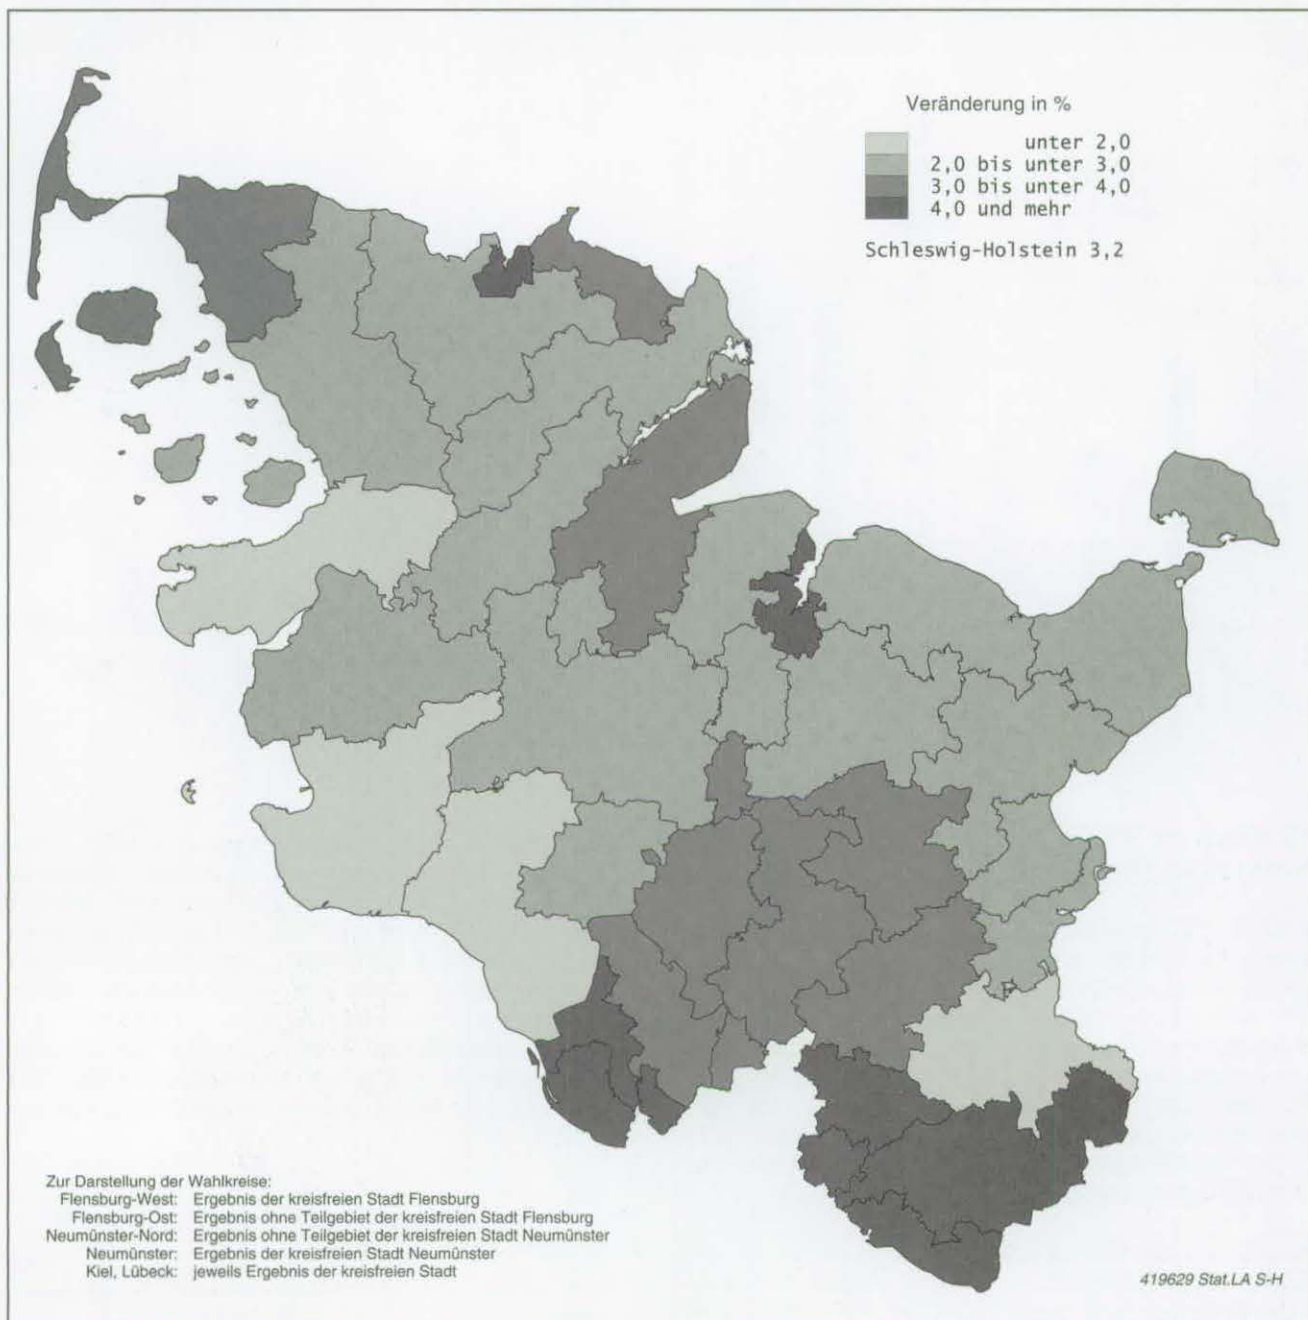 Veränderung in %
unter 2,0
2,0 bis unter 3,0
3,0 bis unter 4,0
4,0 und mehr
Schleswig-Holstein 3,2
Zur Darstellung der Wahlkreise:
Flensburg-West: Ergebnis der kreisfreien Stadt Flensburg
Flensburg-Ost: Ergebnis ohne Teilgebiet der kreisfreien Stadt Flensburg
Neumünster-Nord: Ergebnis ohne Teilgebiet der kreisfreien Stadt Neumünster
Neumünster: Ergebnis der kreisfreien Stadt Neumünster
Kiel, Lübeck: jeweils Ergebnis der kreisfreien Stadt
419629 Stat.LA S-H